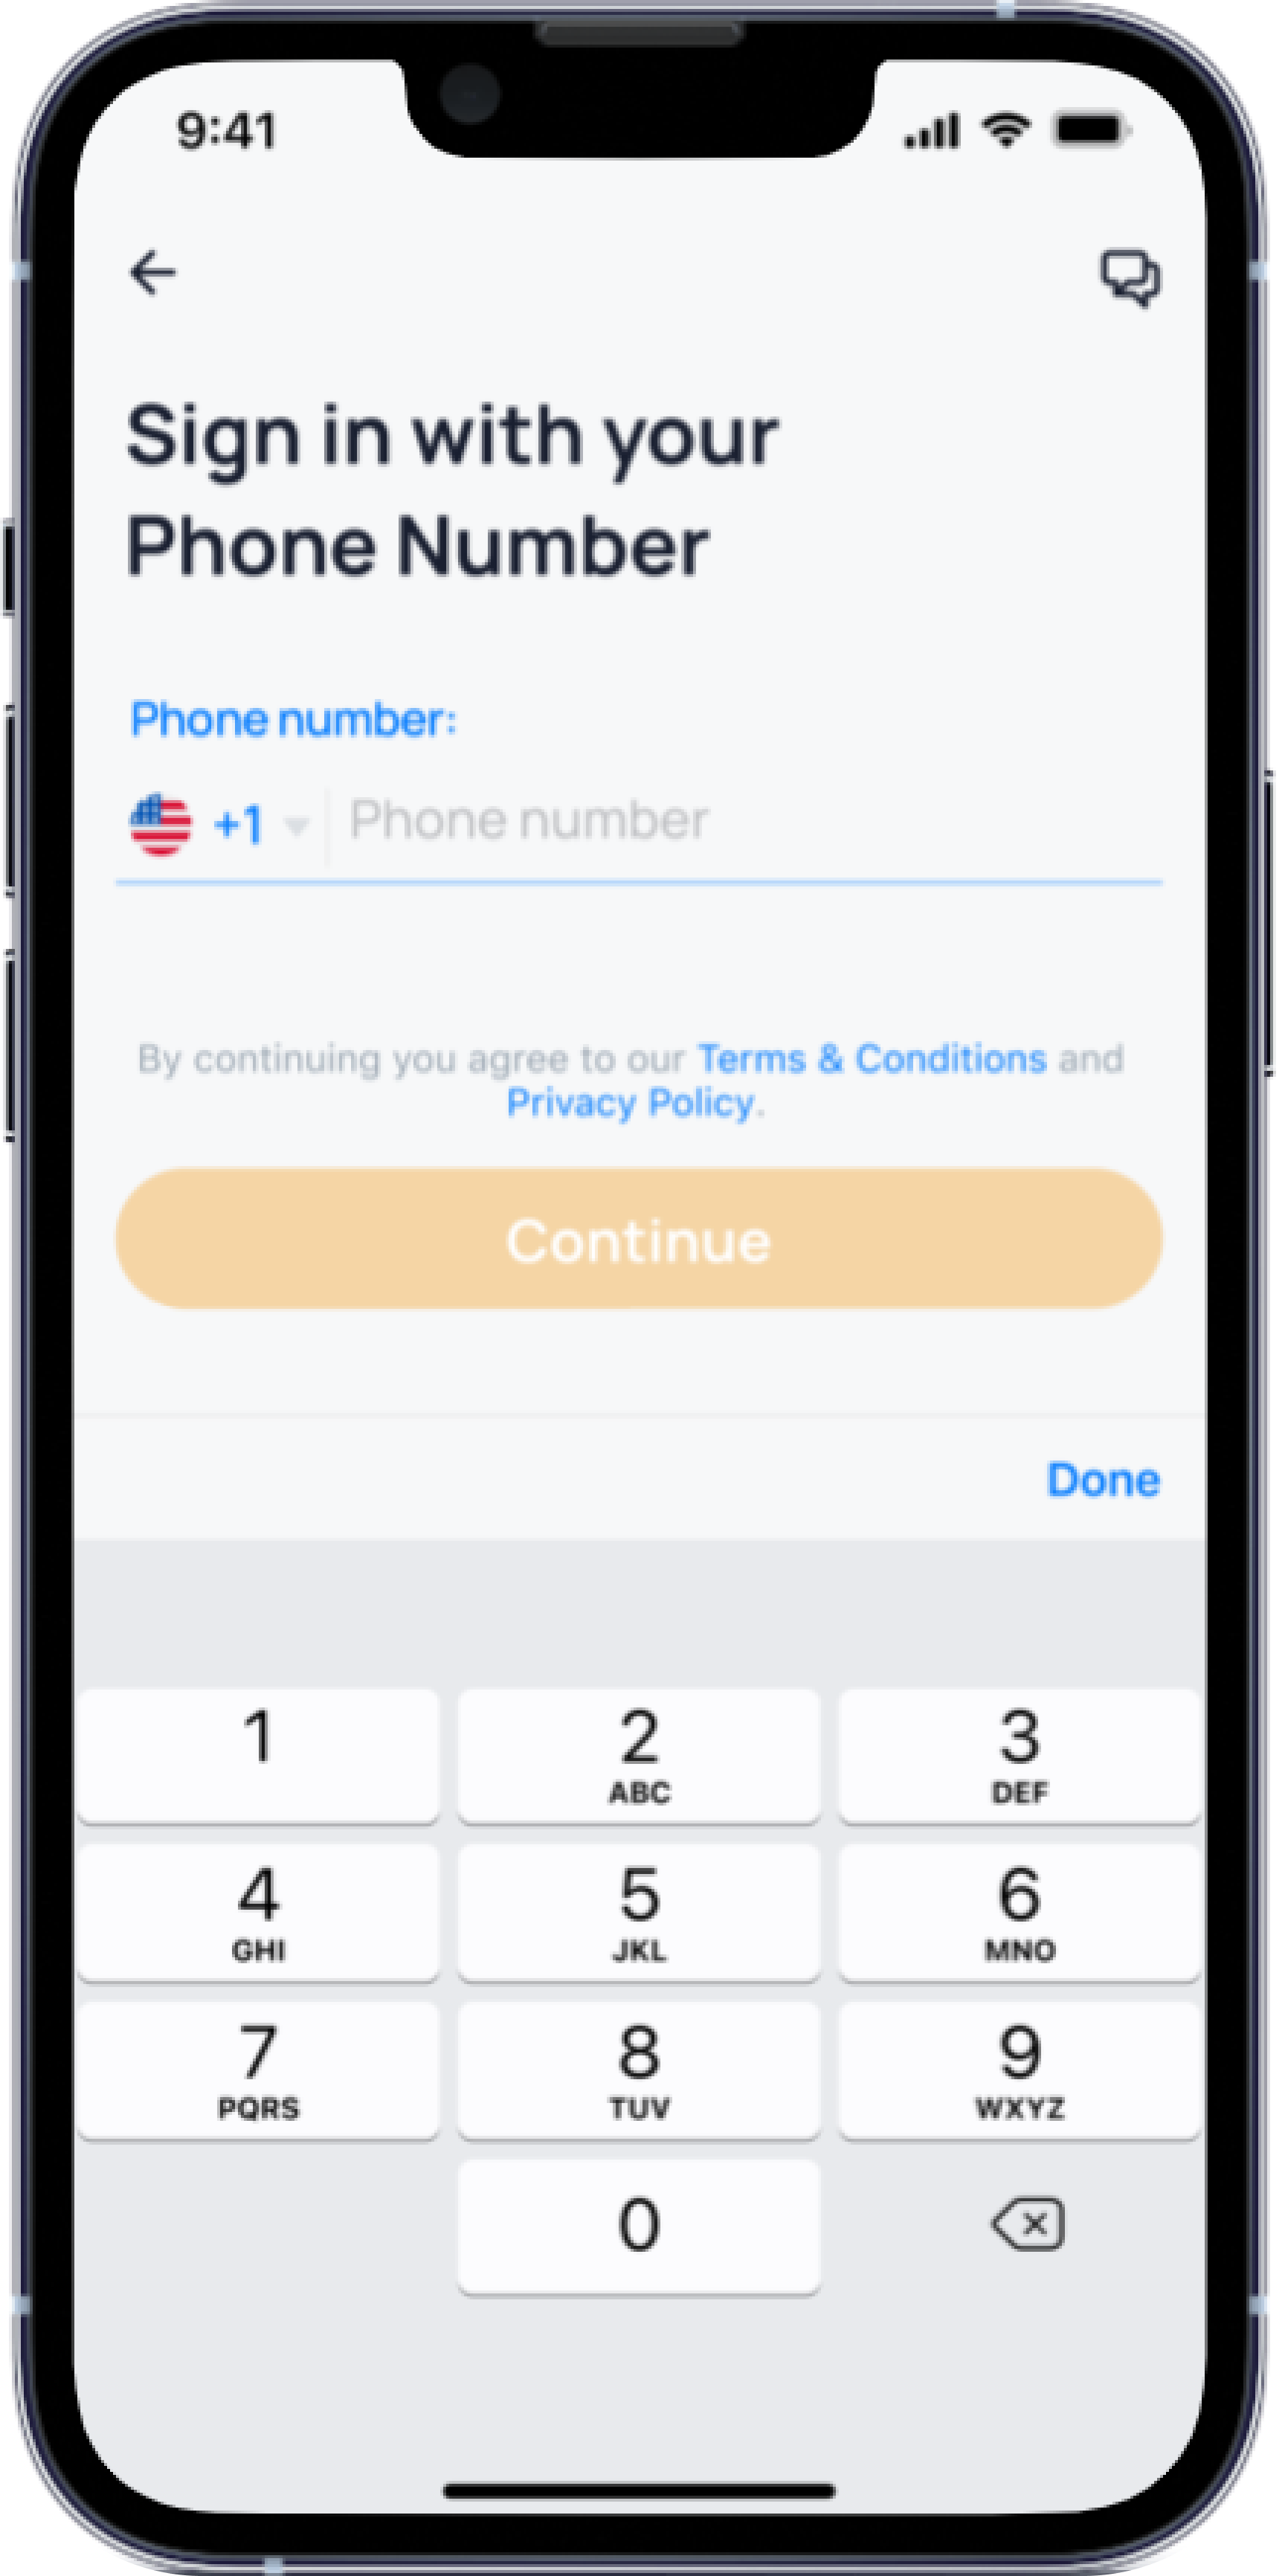 9:41
Sign in with your
Phone Number
Phone number:
+1 Phone number
By continuing you agree to our Terms & Conditions and
Privacy Policy.
Continue
Done
1 2 3
ABC DEF
4 5 6
GHI JKL MNO
7 8 9
PQRS TUV WXYZ
0